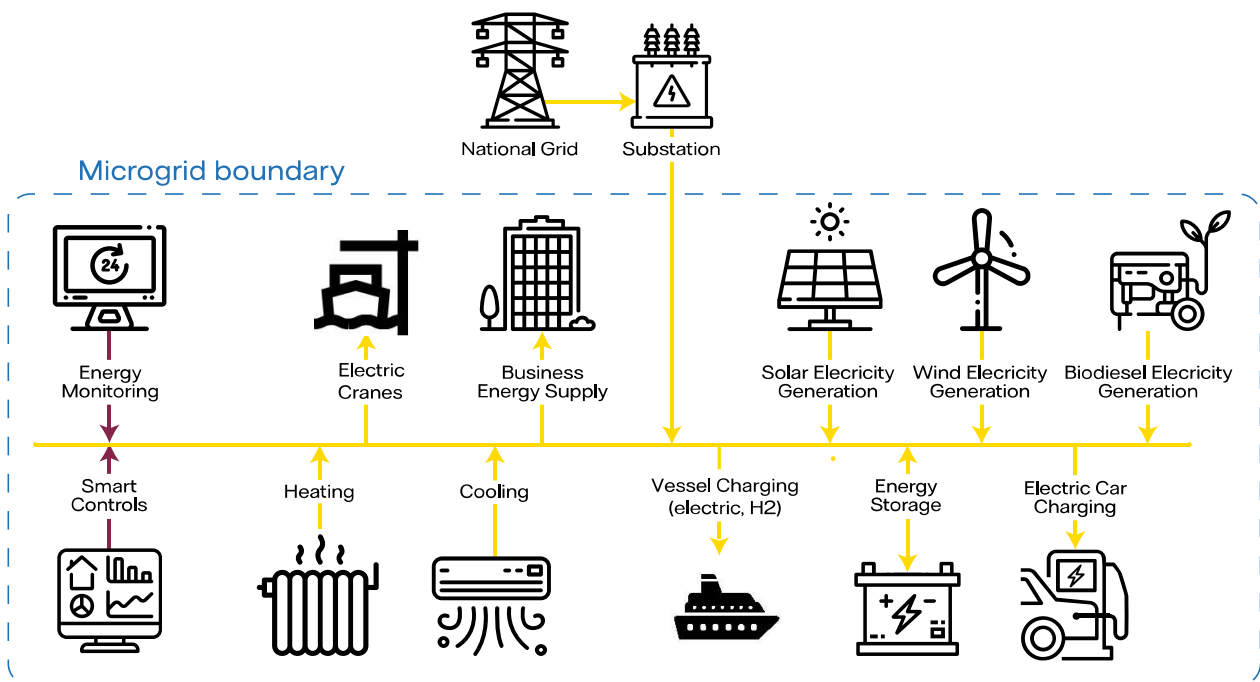 National Grid
Substation
Microgrid boundary
24
Energy
Monitoring
Electric
Cranes
Business
Energy Supply
Solar Elecricity
Generation
Wind Elecricity
Generation
Biodiesel Elecricity
Generation
Smart
Controls
Heating
Cooling
Vessel Charging
(electric, H2)
Energy
Storage
Electric Car
Charging